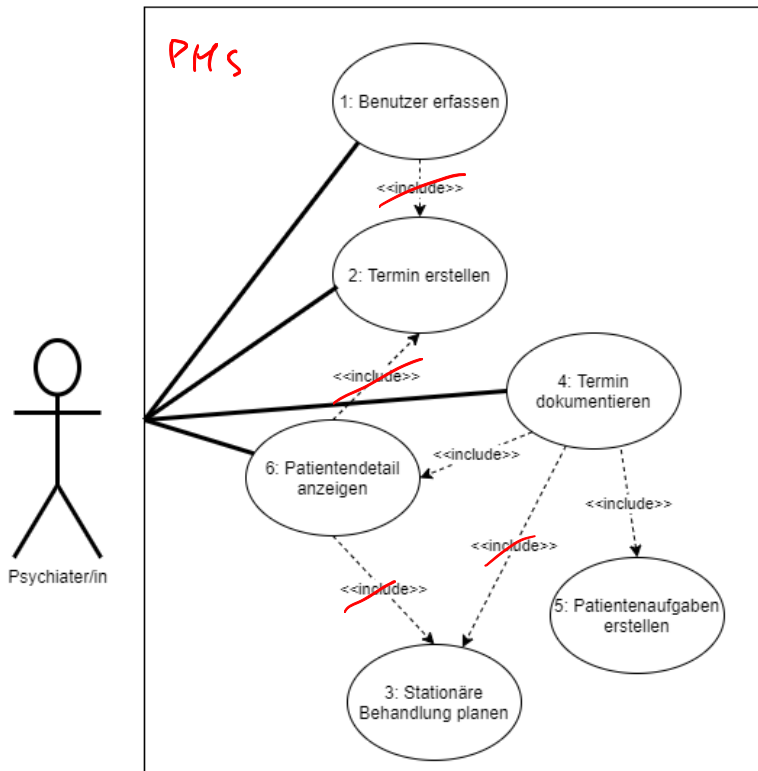 PMS
1: Benutzer erfassen
<<include>>
2: Termin erstellen
<<include>>
4: Termin
dokumentieren
<<include>>
6: Patientendetail
anzeigen
<<include>>
<<include>>
<<include>>
5: Patientenaufgaben
erstellen
Psychiater/in
3: Stationäre
Behandlung planen